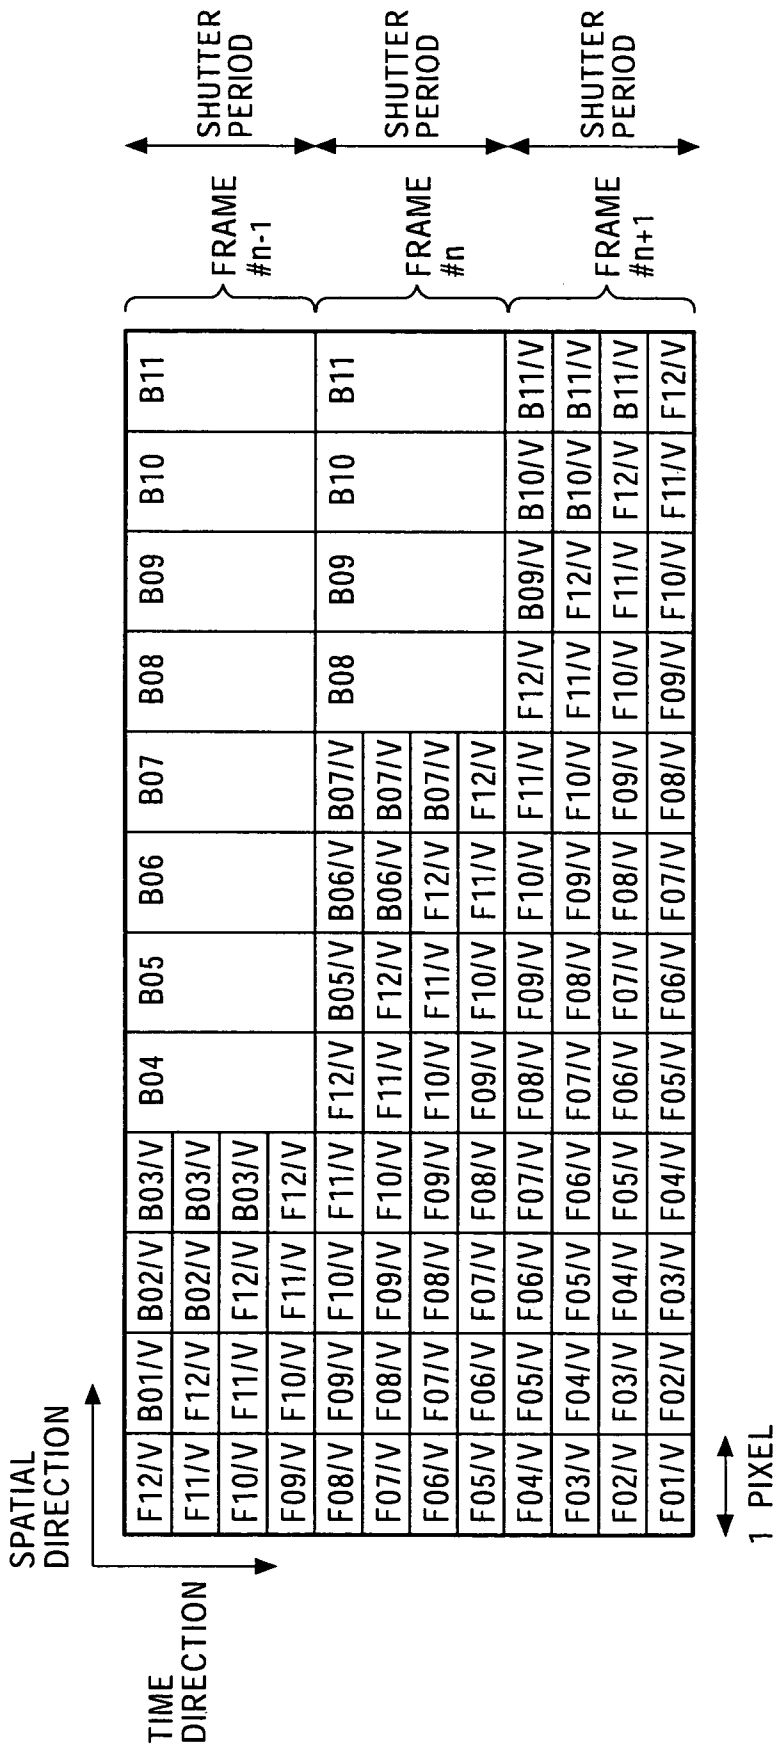 SPATIAL
DIRECTION
TIME
DIRECTION
F12/V B01/V B02/V B03/V B04 B05 B06 B07 B08 B09 B10 B11
F11/V F12/V B02/V B03/V
F10/V F11/V F12/V B03/V
F09/V F10/V F11/V F12/V
FRAME
#n-1
SHUTTER
PERIOD
F08/V F09/V F10/V F11/V F12/V B05/V B06/V B07/V B08 B09 B10 B11
F07/V F08/V F09/V F10/V F11/V F12/V B06/V B07/V
F06/V F07/V F08/V F09/V F10/V F11/V F12/V B07/V
F05/V F06/V F07/V F08/V F09/V F10/V F11/V F12/V
FRAME
#n
SHUTTER
PERIOD
F04/V F05/V F06/V F07/V F08/V F09/V F10/V F11/V F12/V B09/V B10/V B11/V
F03/V F04/V F05/V F06/V F07/V F08/V F09/V F10/V F11/V F12/V B10/V B11/V
F02/V F03/V F04/V F05/V F06/V F07/V F08/V F09/V F10/V F11/V F12/V B11/V
F01/V F02/V F03/V F04/V F05/V F06/V F07/V F08/V F09/V F10/V F11/V F12/V
FRAME
#n+1
SHUTTER
PERIOD
1 PIXEL